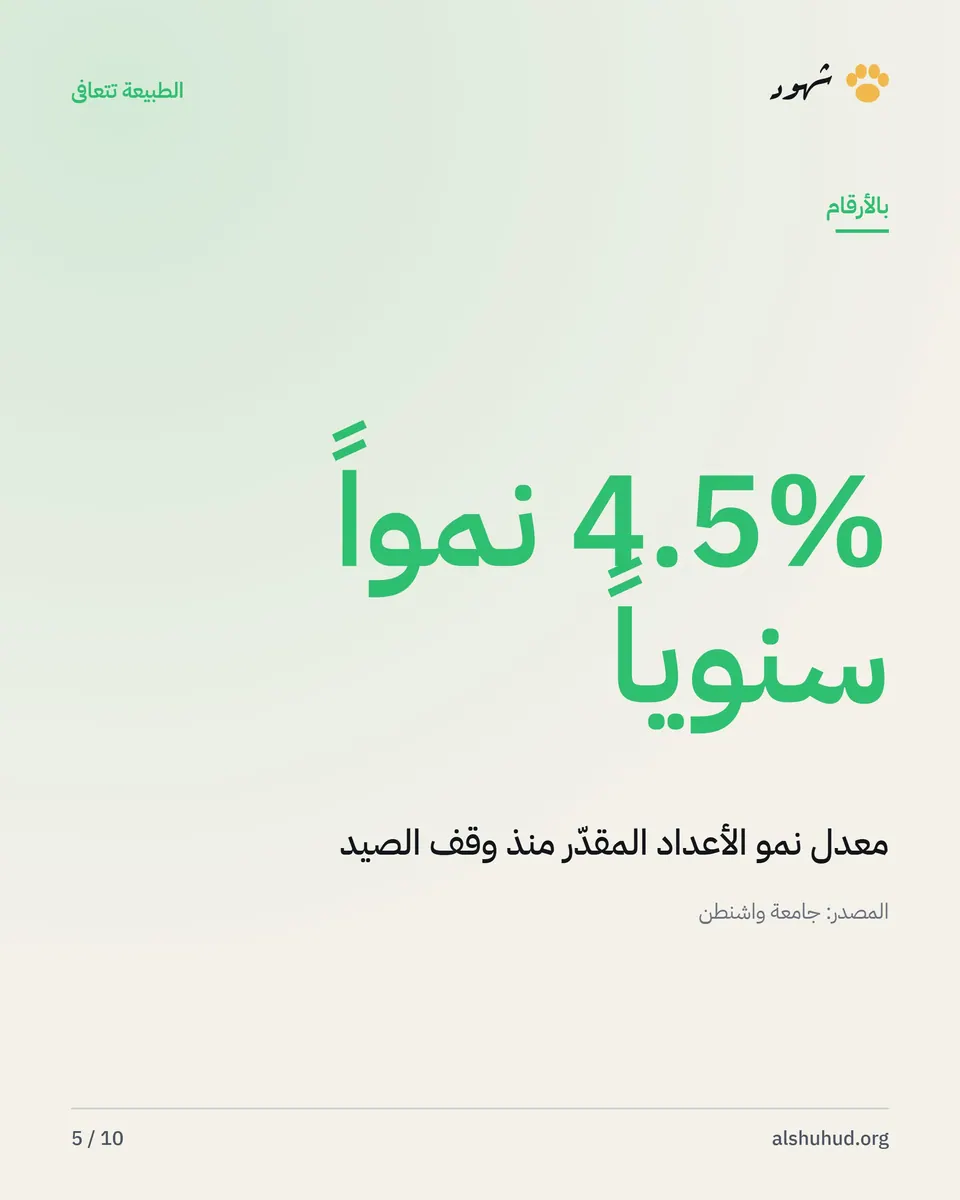 شهود
الطبيعة تتعافى
بالأرقام
4.5% نمواً
سنوياً
معدل نمو الأعداد المقدّر منذ وقف الصيد
المصدر: جامعة واشنطن
alshuhud.org
5 / 10